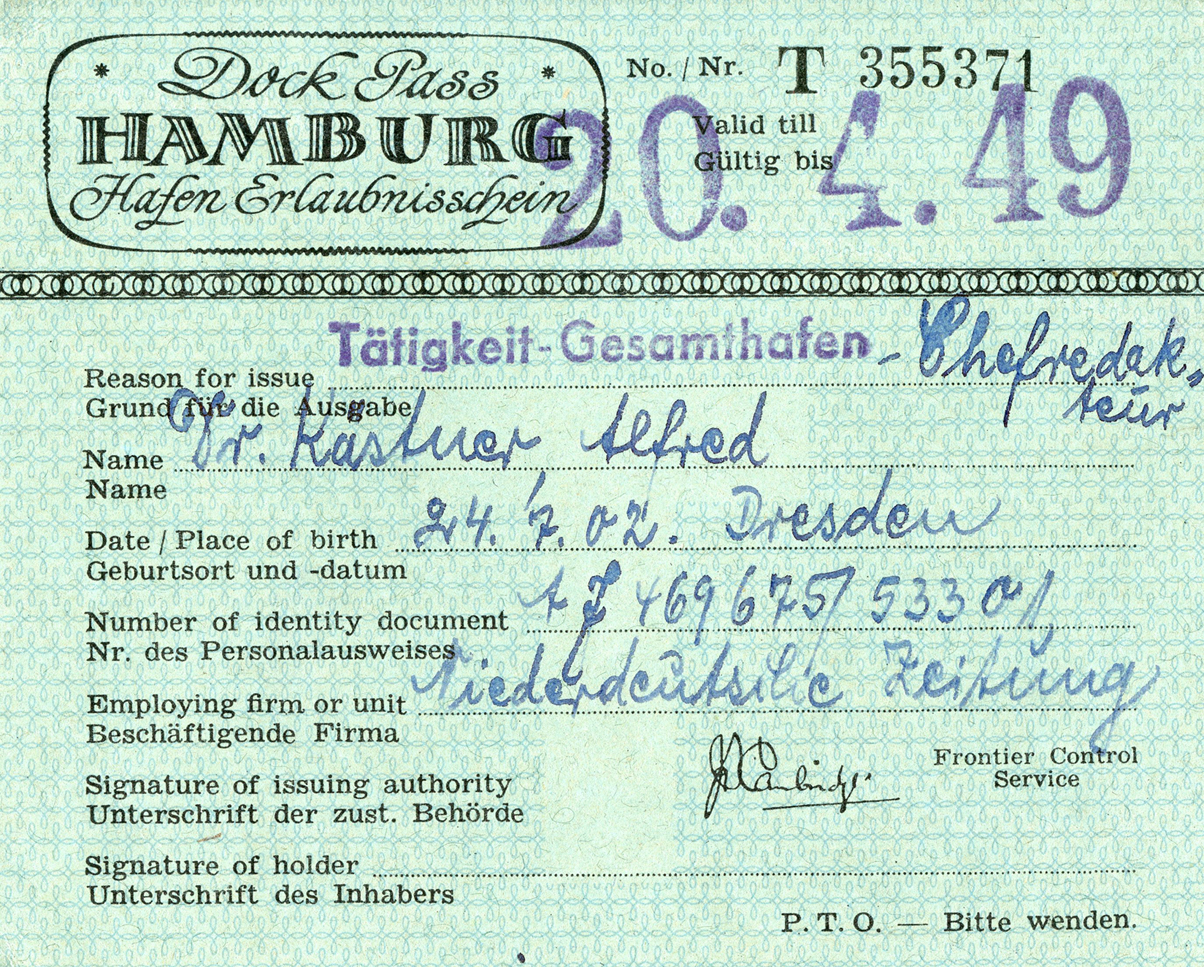 * Dock Pass *
HAMBURG
Hafen Erlaubnisschein
No. / Nr. T 355371
Valid till
Gültig bis
20. 4. 49
Tätigkeit-Gesamthafen - Chefredak-
teur
Reason for issue
Grund für die Ausgabe
Name Dr. Kästner Alfred
Name
Date / Place of birth 24. 7. 02. Dresden
Geburtsort und -datum
Number of identity document 469675/ 5330
Nr. des Personalausweises
Employing firm or unit Niederdeutsche Zeitung
Beschäftigende Firma
Signature of issuing authority
Unterschrift der zust. Behörde
Frontier Control
Service
Signature of holder
Unterschrift des Inhabers
P. T. O. — Bitte wenden.